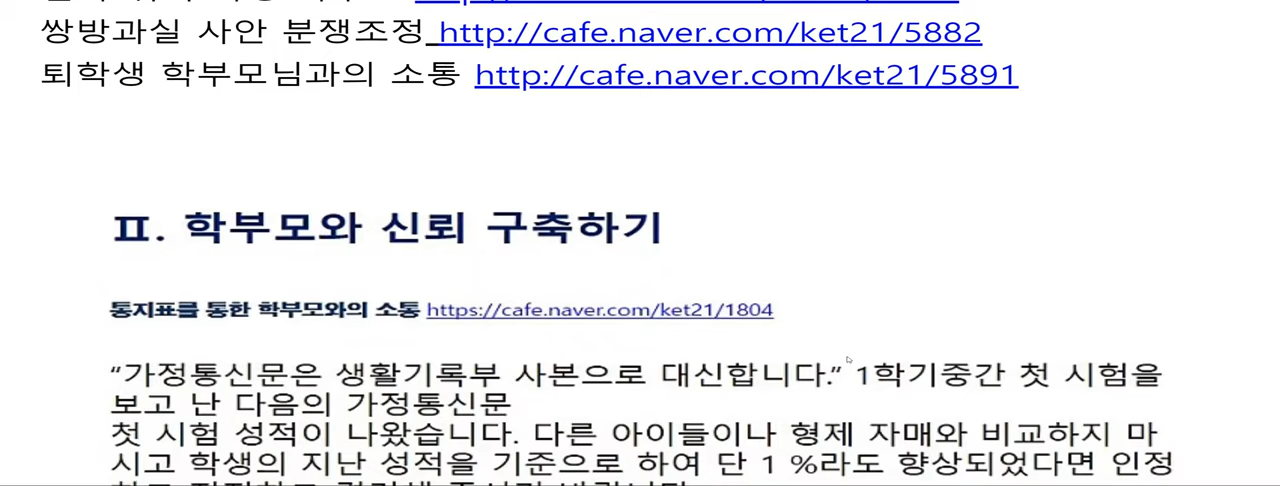 쌍방과실 사안 분쟁조정 http://cafe.naver.com/ket21/5882
퇴학생 학부모님과의 소통 http://cafe.naver.com/ket21/5891
Ⅱ. 학부모와 신뢰 구축하기
통지표를 통한 학부모와의 소통 https://cafe.naver.com/ket21/1804
“가정통신문은 생활기록부 사본으로 대신합니다.” 1학기중간 첫 시험을
보고 난 다음의 가정통신문
첫 시험 성적이 나왔습니다. 다른 아이들이나 형제 자매와 비교하지 마
시고 학생의 지난 성적을 기준으로 하여 단 1 %라도 향상되었다면 인정